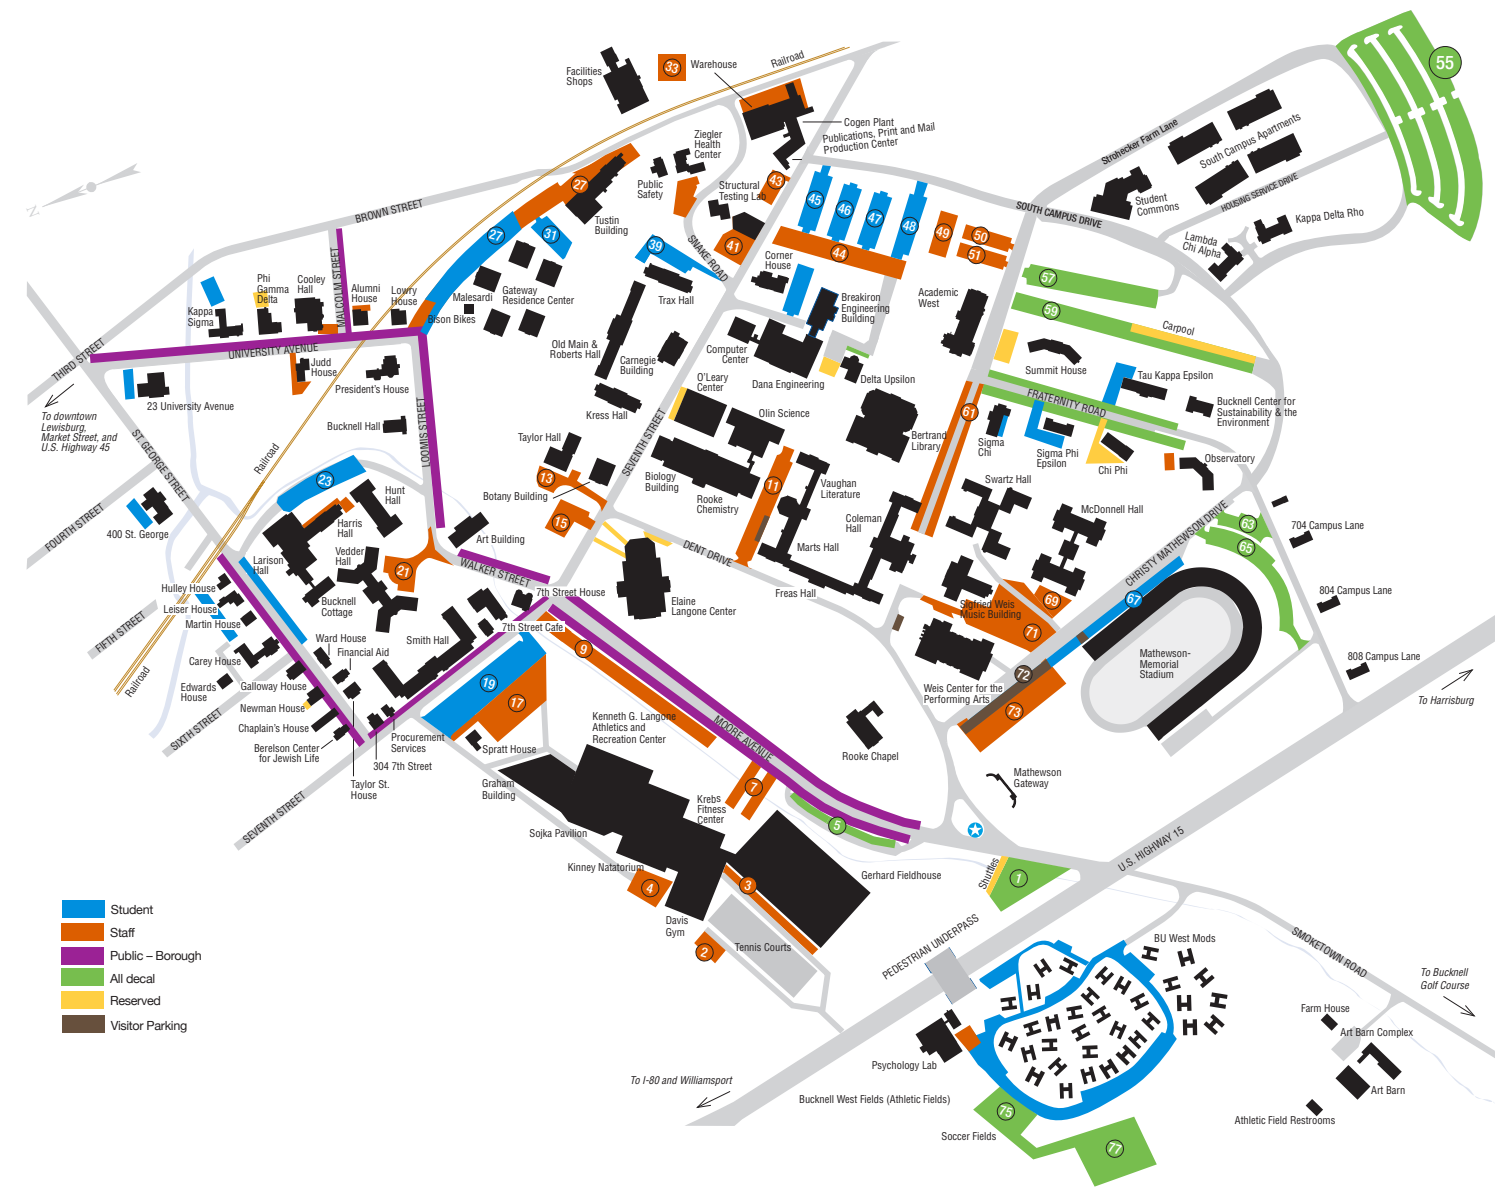 55
Facilities
Shops
33
Warehouse
Railroad
Cogen Plant
Publications, Print and Mail
Production Center
Ziegler
Health
Center
Strohecker Farm Lane
South Campus Apartments
HOUSING SERVICE DRIVE
Student
Commons
Kappa Delta Rho
Lambda
Chi Alpha
SOUTH CAMPUS DRIVE
N
BROWN STREET
27
Public
Safety
Structural
Testing Lab
43
45
46
47
48
49
50
51
44
41
Tustin
Building
31
27
39
SNAKE ROAD
Corner
House
57
59
Carpool
Phi
Gamma
Delta
Cooley
Hall
MALCOLM STREET
Alumni
House
Lowry
House
Malesardi
Gateway
Residence Center
Bison Bikes
Trax Hall
Breakiron
Engineering
Building
Academic
West
Kappa
Sigma
UNIVERSITY AVENUE
THIRD STREET
Old Main &
Roberts Hall
Carnegie
Building
Computer
Center
Dana Engineering
Delta Upsilon
Summit House
Tau Kappa Epsilon
FRATERNITY ROAD
Bucknell Center for
Sustainability & the
Environment
Judd
House
President's House
23 University Avenue
To downtown
Lewisburg,
Market Street, and
U.S. Highway 45
ST. GEORGE STREET
Bucknell Hall
LOOMIS STREET
Kress Hall
O'Leary
Center
Olin Science
Bertrand
Library
61
Sigma
Chi
Sigma Phi
Epsilon
Chi Phi
Observatory
Taylor Hall
SEVENTH STREET
Railroad
23
Hunt
Hall
13
Botany Building
15
Biology
Building
Rooke
Chemistry
11
Vaughan
Literature
Swartz Hall
McDonnell Hall
Coleman
Hall
Marts Hall
FOURTH STREET
400 St. George
Harris
Hall
Larison
Hall
Vedder
Hall
21
Art Building
WALKER STREET
DENT DRIVE
CHRISTY MATHEWSON DRIVE
63
65
704 Campus Lane
804 Campus Lane
808 Campus Lane
Hulley House
Leiser House
Martin House
Bucknell
Cottage
7th Street House
7th Street Cafe
Elaine
Langone Center
Freas Hall
Sigfried Weis
Music Building
69
71
67
FIFTH STREET
Railroad
Carey House
Edwards
House
Ward House
Financial Aid
Smith Hall
9
Mathewson-
Memorial
Stadium
72
73
Weis Center for the
Performing Arts
To Harrisburg
Galloway House
Newman House
Chaplain's House
Berelson Center
for Jewish Life
SIXTH STREET
19
17
Kenneth G. Langone
Athletics and
Recreation Center
MOORE AVENUE
Rooke Chapel
Mathewson
Gateway
Procurement
Services
304 7th Street
Taylor St.
House
Spratt House
Graham
Building
SEVENTH STREET
Sojka Pavilion
Krebs
Fitness
Center
7
5
Kinney Natatorium
4
3
Davis
Gym
2
Tennis Courts
Gerhard Fieldhouse
Shuttles
1
U.S. HIGHWAY 15
SMOKETOWN ROAD
PEDESTRIAN UNDERPASS
BU West Mods
To Bucknell
Golf Course
Farm House
Art Barn Complex
Art Barn
Athletic Field Restrooms
Psychology Lab
To I-80 and Williamsport
Bucknell West Fields (Athletic Fields)
75
Soccer Fields
77
Student
Staff
Public – Borough
All decal
Reserved
Visitor Parking